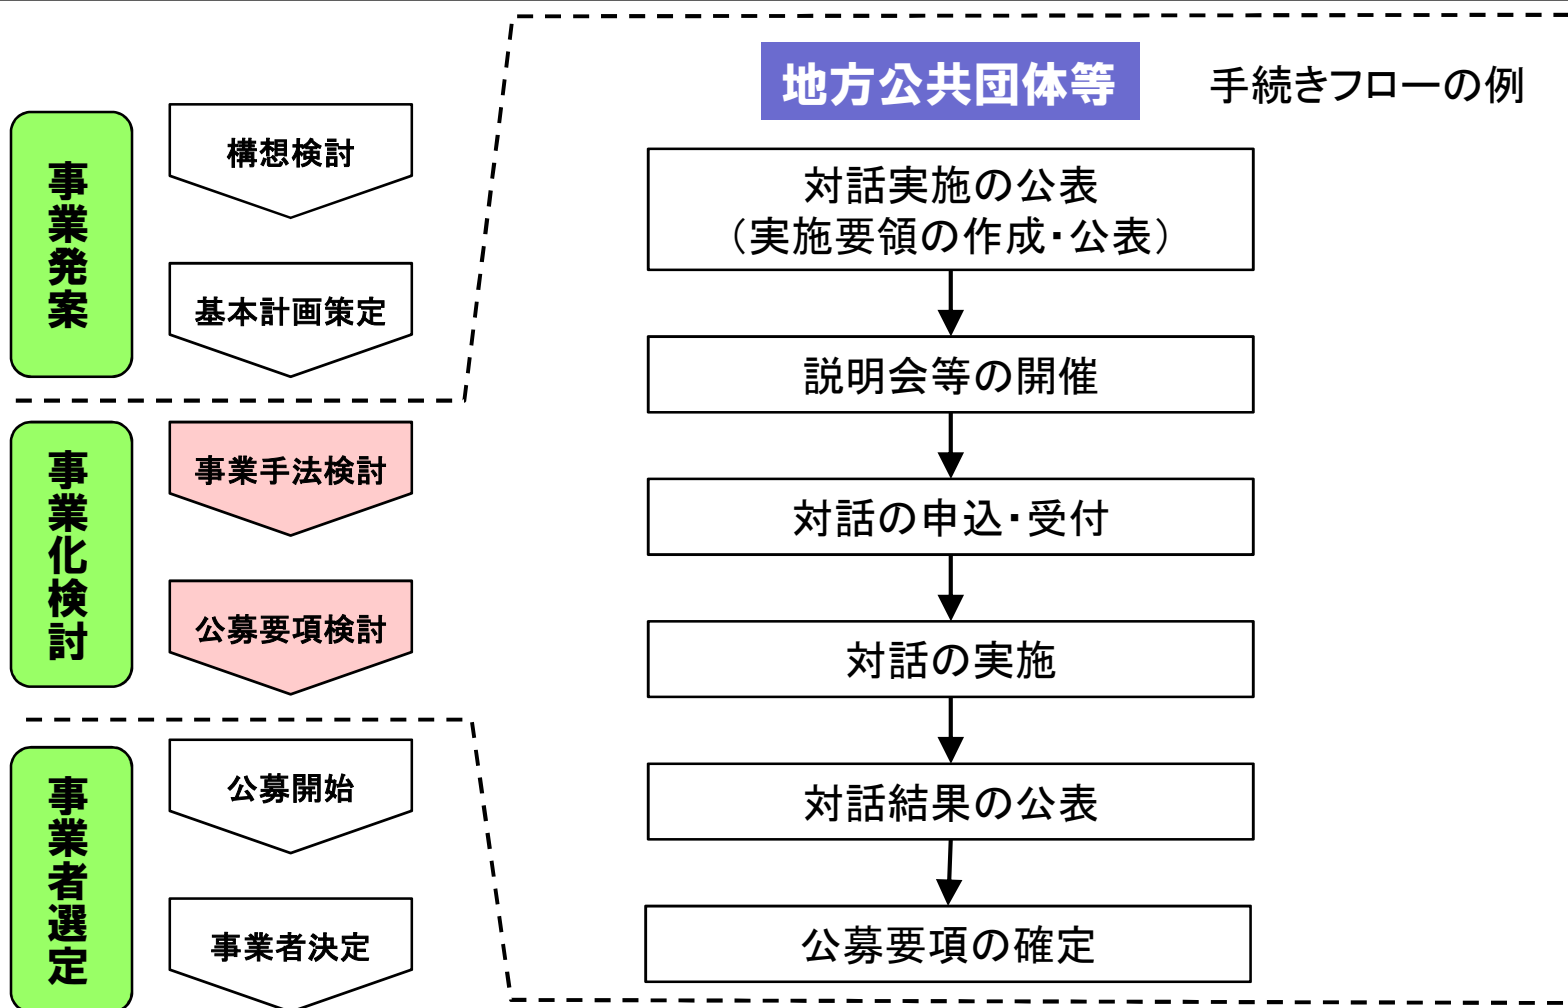 事業発案
構想検討
基本計画策定
事業化検討
事業手法検討
公募要項検討
事業者選定
公募開始
事業者決定
地方公共団体等
手続きフローの例
対話実施の公表
（実施要領の作成・公表）
説明会等の開催
対話の申込・受付
対話の実施
対話結果の公表
公募要項の確定